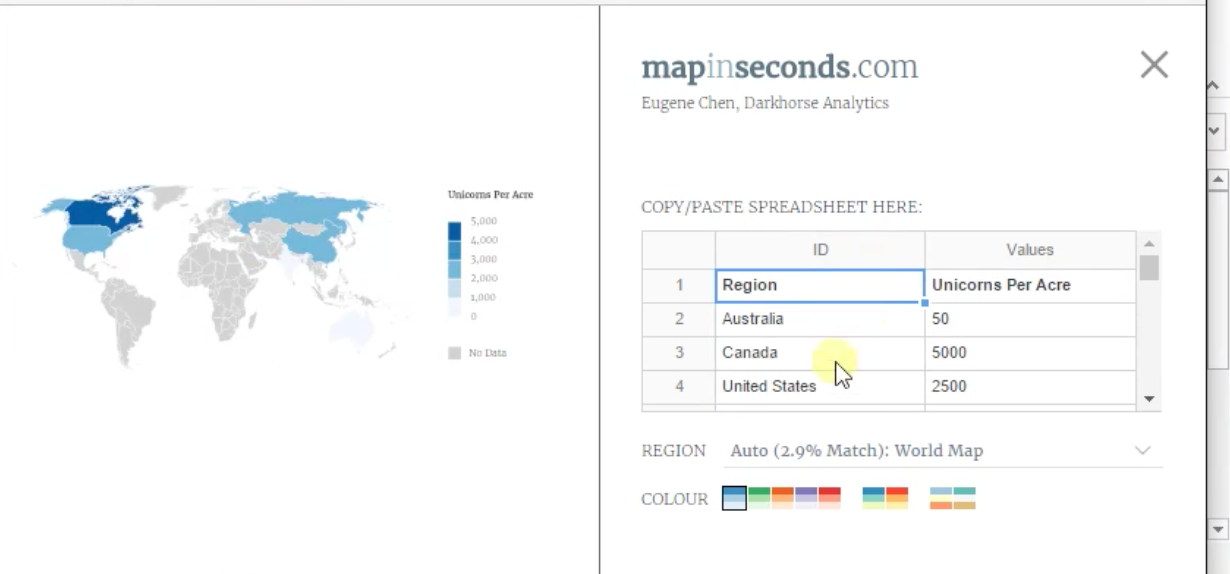 mapinseconds.com
Eugene Chen, Darkhorse Analytics
Unicorns Per Acre
5,000
4,000
3,000
2,000
1,000
0
No Data
COPY/PASTE SPREADSHEET HERE:
ID Values
1 Region Unicorns Per Acre
2 Australia 50
3 Canada 5000
4 United States 2500
REGION Auto (2.9% Match): World Map
COLOUR